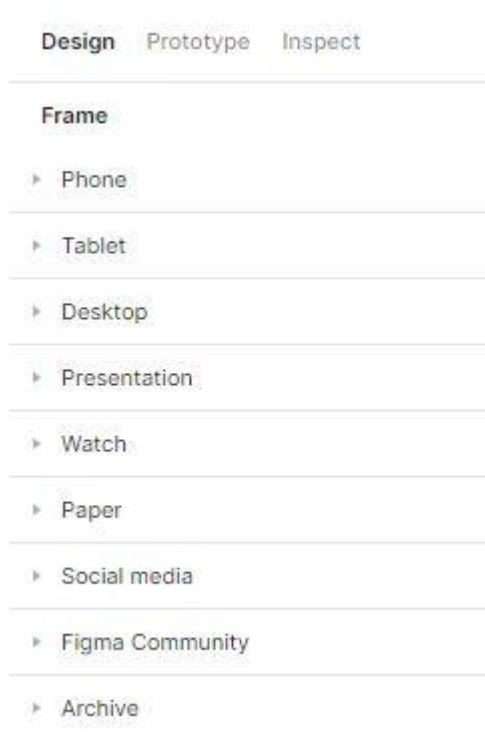 Design Prototype Inspect
Frame
Phone
Tablet
Desktop
Presentation
Watch
Paper
Social media
Figma Community
Archive